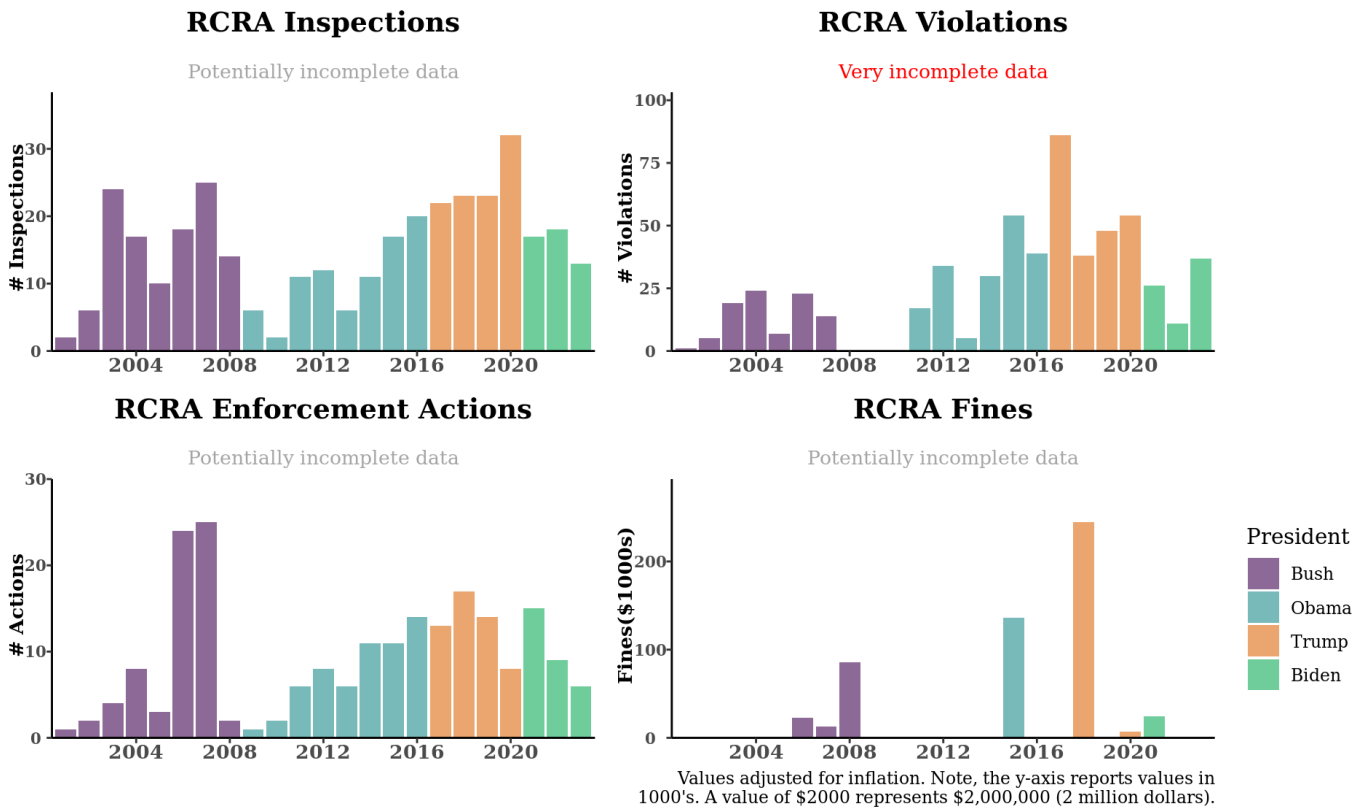 RCRA Inspections
Potentially incomplete data
# Inspections
30
20
10
0
2004 2008 2012 2016 2020
RCRA Violations
Very incomplete data
# Violations
100
75
50
25
0
2004 2008 2012 2016 2020
RCRA Enforcement Actions
Potentially incomplete data
# Actions
30
20
10
0
2004 2008 2012 2016 2020
RCRA Fines
Potentially incomplete data
Fines($1000s)
200
100
0
2004 2008 2012 2016 2020
President
Bush
Obama
Trump
Biden
Values adjusted for inflation. Note, the y-axis reports values in
1000's. A value of $2000 represents $2,000,000 (2 million dollars).